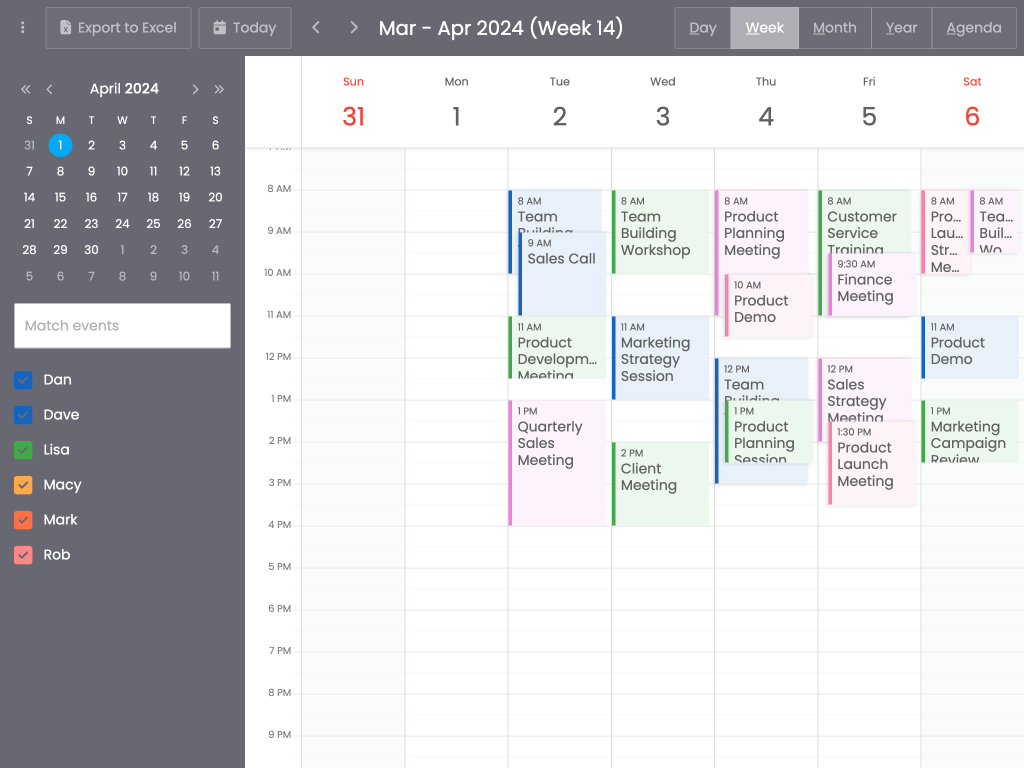 Export to Excel
Today
Mar - Apr 2024 (Week 14)
Day
Week
Month
Year
Agenda
April 2024
S M T W T F S
31 1 2 3 4 5 6
7 8 9 10 11 12 13
14 15 16 17 18 19 20
21 22 23 24 25 26 27
28 29 30 1 2 3 4
5 6 7 8 9 10 11
Match events
Dan
Dave
Lisa
Macy
Mark
Rob
Sun Mon Tue Wed Thu Fri Sat
31 1 2 3 4 5 6
8 AM
9 AM
10 AM
11 AM
12 PM
1 PM
2 PM
3 PM
4 PM
5 PM
6 PM
7 PM
8 PM
9 PM
8 AM
Team
Building
9 AM
Sales Call
11 AM
Product
Developm...
Meeting
1 PM
Quarterly
Sales
Meeting
8 AM
Team
Building
Workshop
11 AM
Marketing
Strategy
Session
2 PM
Client
Meeting
8 AM
Product
Planning
Meeting
10 AM
Product
Demo
12 PM
Team
Building
1 PM
Product
Planning
Session
8 AM
Customer
Service
Training
9:30 AM
Finance
Meeting
12 PM
Sales
Strategy
Meeting
1:30 PM
Product
Launch
Meeting
8 AM
Pro...
Lau...
Str...
Me...
8 AM
Tea...
Buil...
Wo...
11 AM
Product
Demo
1 PM
Marketing
Campaign
Review